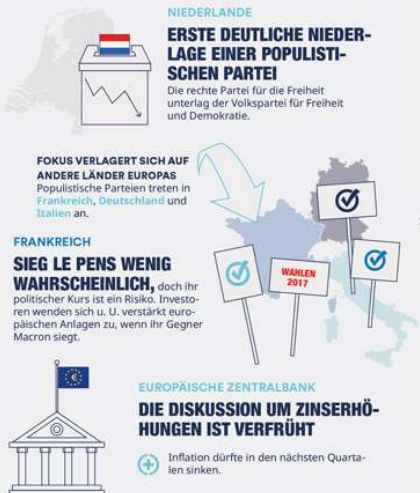 NIEDERLANDE
ERSTE DEUTLICHE NIEDER-
LAGE EINER POPULISTI-
SCHEN PARTEI
Die rechte Partei für die Freiheit
unterlag der Volkspartei für Freiheit
und Demokratie.
FOKUS VERLAGERT SICH AUF
ANDERE LÄNDER EUROPAS
Populistische Parteien treten in
Frankreich, Deutschland und
Italien an.
FRANKREICH
SIEG LE PENS WENIG
WAHRSCHEINLICH, doch ihr
politischer Kurs ist ein Risiko. Investo-
ren wenden sich u. U. verstärkt euro-
päischen Anlagen zu, wenn ihr Gegner
Macron siegt.
WAHLEN
2017
EUROPÄISCHE ZENTRALBANK
DIE DISKUSSION UM ZINSERHÖ-
HUNGEN IST VERFRÜHT
Inflation dürfte in den nächsten Quarta-
len sinken.